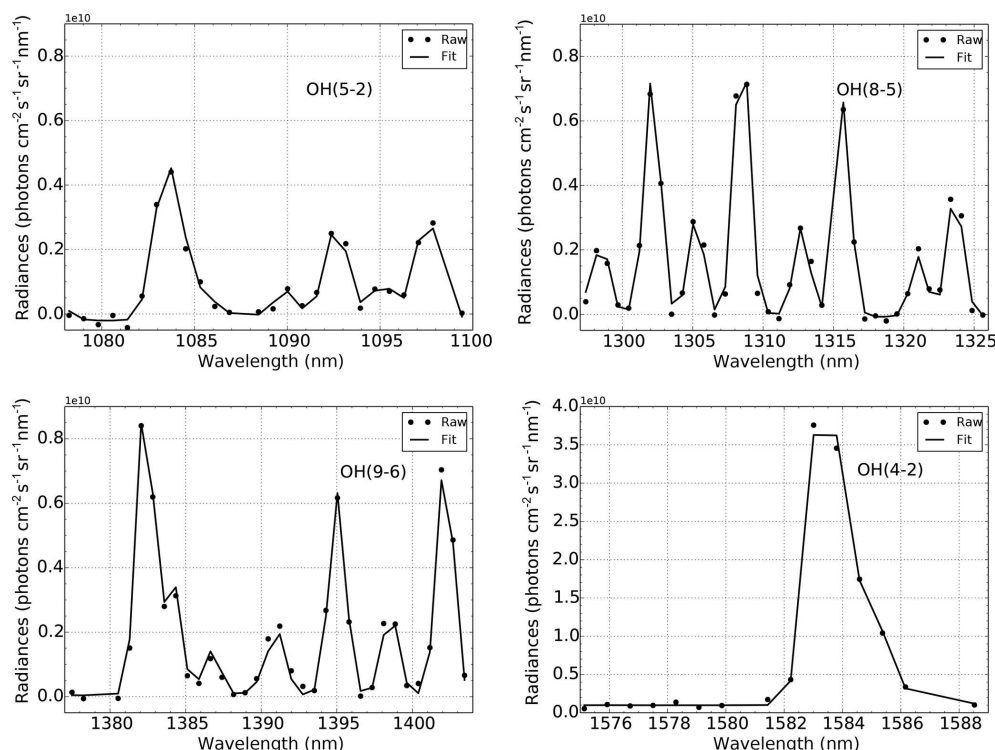 1e10
Radiances (photons cm⁻²s⁻¹sr⁻¹nm⁻¹)
0.8
0.6
0.4
0.2
0.0
OH(5-2)
Raw
Fit
1080 1085 1090 1095 1100
Wavelength (nm)
1e10
Radiances (photons cm⁻²s⁻¹sr⁻¹nm⁻¹)
0.8
0.6
0.4
0.2
0.0
OH(8-5)
Raw
Fit
1300 1305 1310 1315 1320 1325
Wavelength (nm)
1e10
Radiances (photons cm⁻²s⁻¹sr⁻¹nm⁻¹)
0.8
0.6
0.4
0.2
0.0
OH(9-6)
Raw
Fit
1380 1385 1390 1395 1400
Wavelength (nm)
1e10
Radiances (photons cm⁻²s⁻¹sr⁻¹nm⁻¹)
4.0
3.5
3.0
2.5
2.0
1.5
1.0
0.5
0.0
OH(4-2)
Raw
Fit
1576 1578 1580 1582 1584 1586 1588
Wavelength (nm)